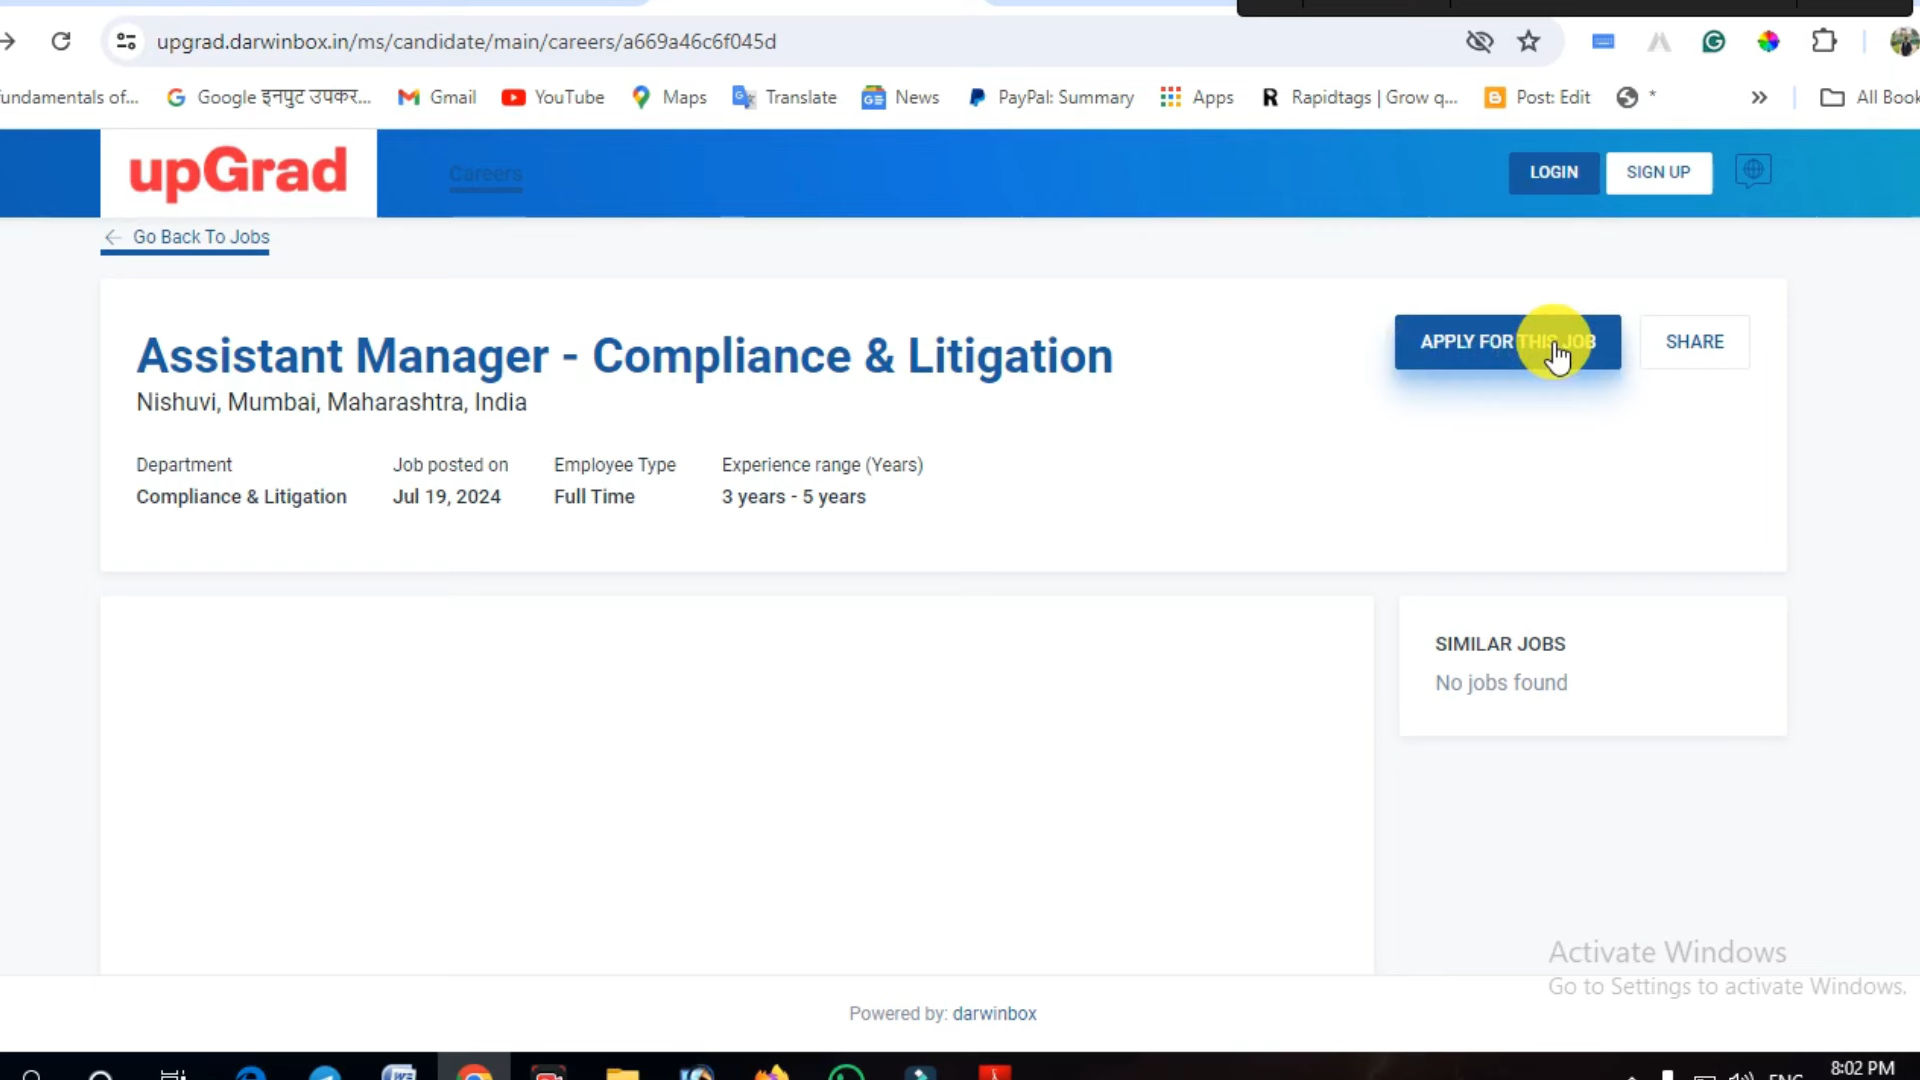 upgrad.darwinbox.in/ms/candidate/main/careers/a669a46c6f045d
undamentals of... Google इनपुट उपकर... Gmail YouTube Maps Translate News PayPal: Summary Apps Rapidtags | Grow q... Post: Edit * All Book
upGrad Careers LOGIN SIGN UP
Go Back To Jobs
Assistant Manager - Compliance & Litigation
APPLY FOR THIS JOB SHARE
Nishuvi, Mumbai, Maharashtra, India
Department Job posted on Employee Type Experience range (Years)
Compliance & Litigation Jul 19, 2024 Full Time 3 years - 5 years
SIMILAR JOBS
No jobs found
Activate Windows
Go to Settings to activate Windows.
Powered by: darwinbox
8:02 PM
ENG